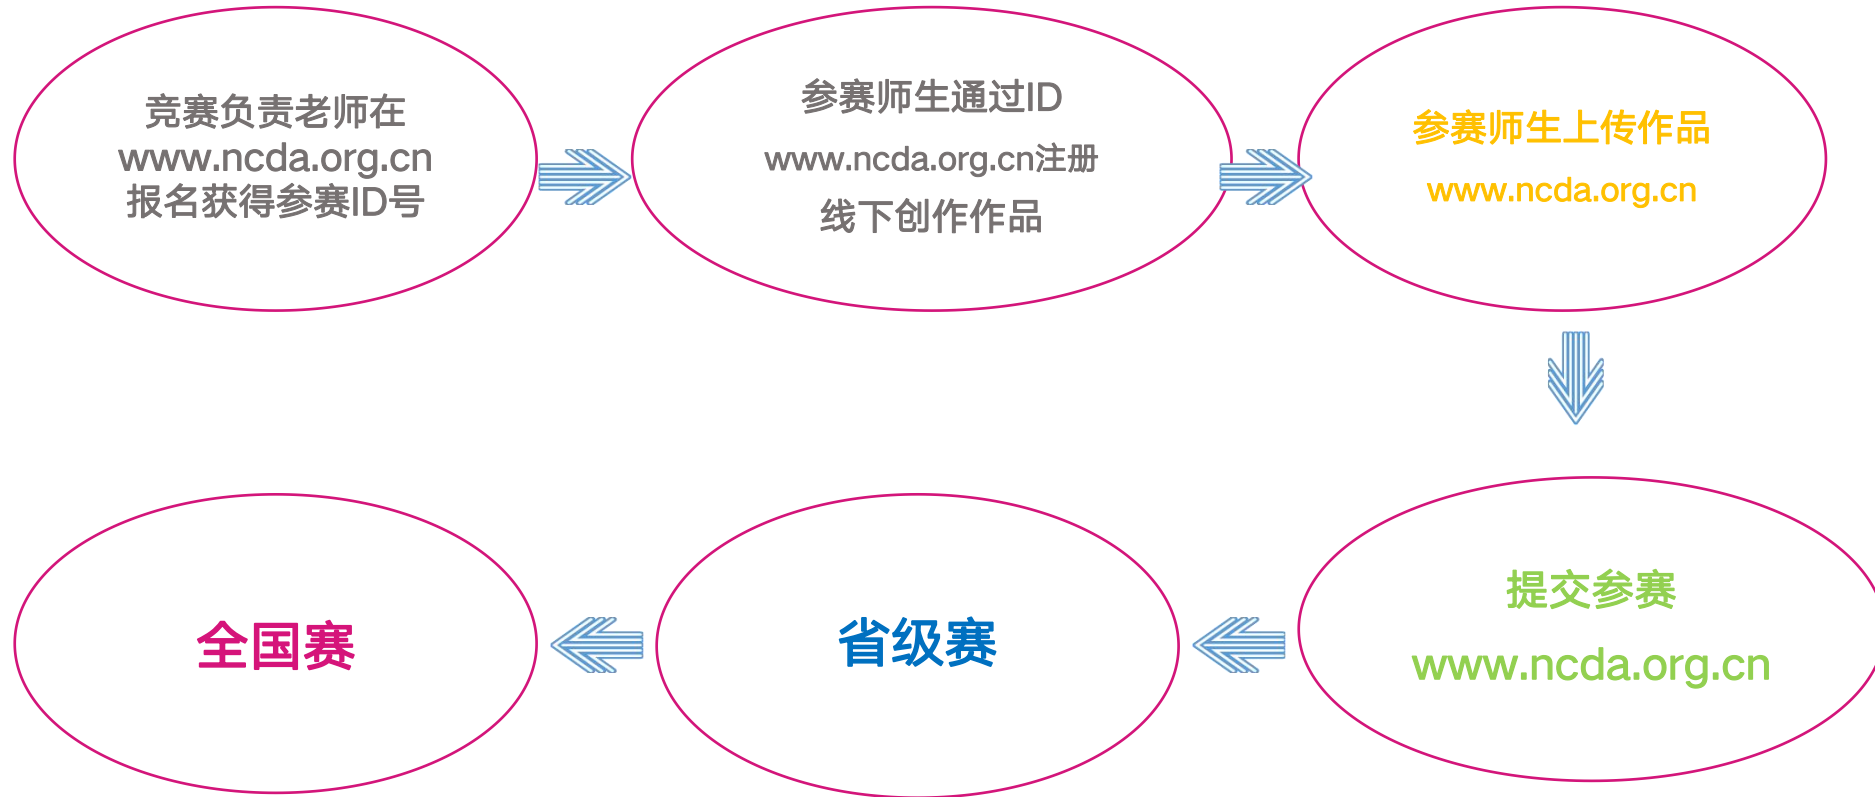 竞赛负责老师在
www.ncda.org.cn
报名获得参赛ID号
参赛师生通过ID
www.ncda.org.cn注册
线下创作作品
参赛师生上传作品
www.ncda.org.cn
提交参赛
www.ncda.org.cn
省级赛
全国赛